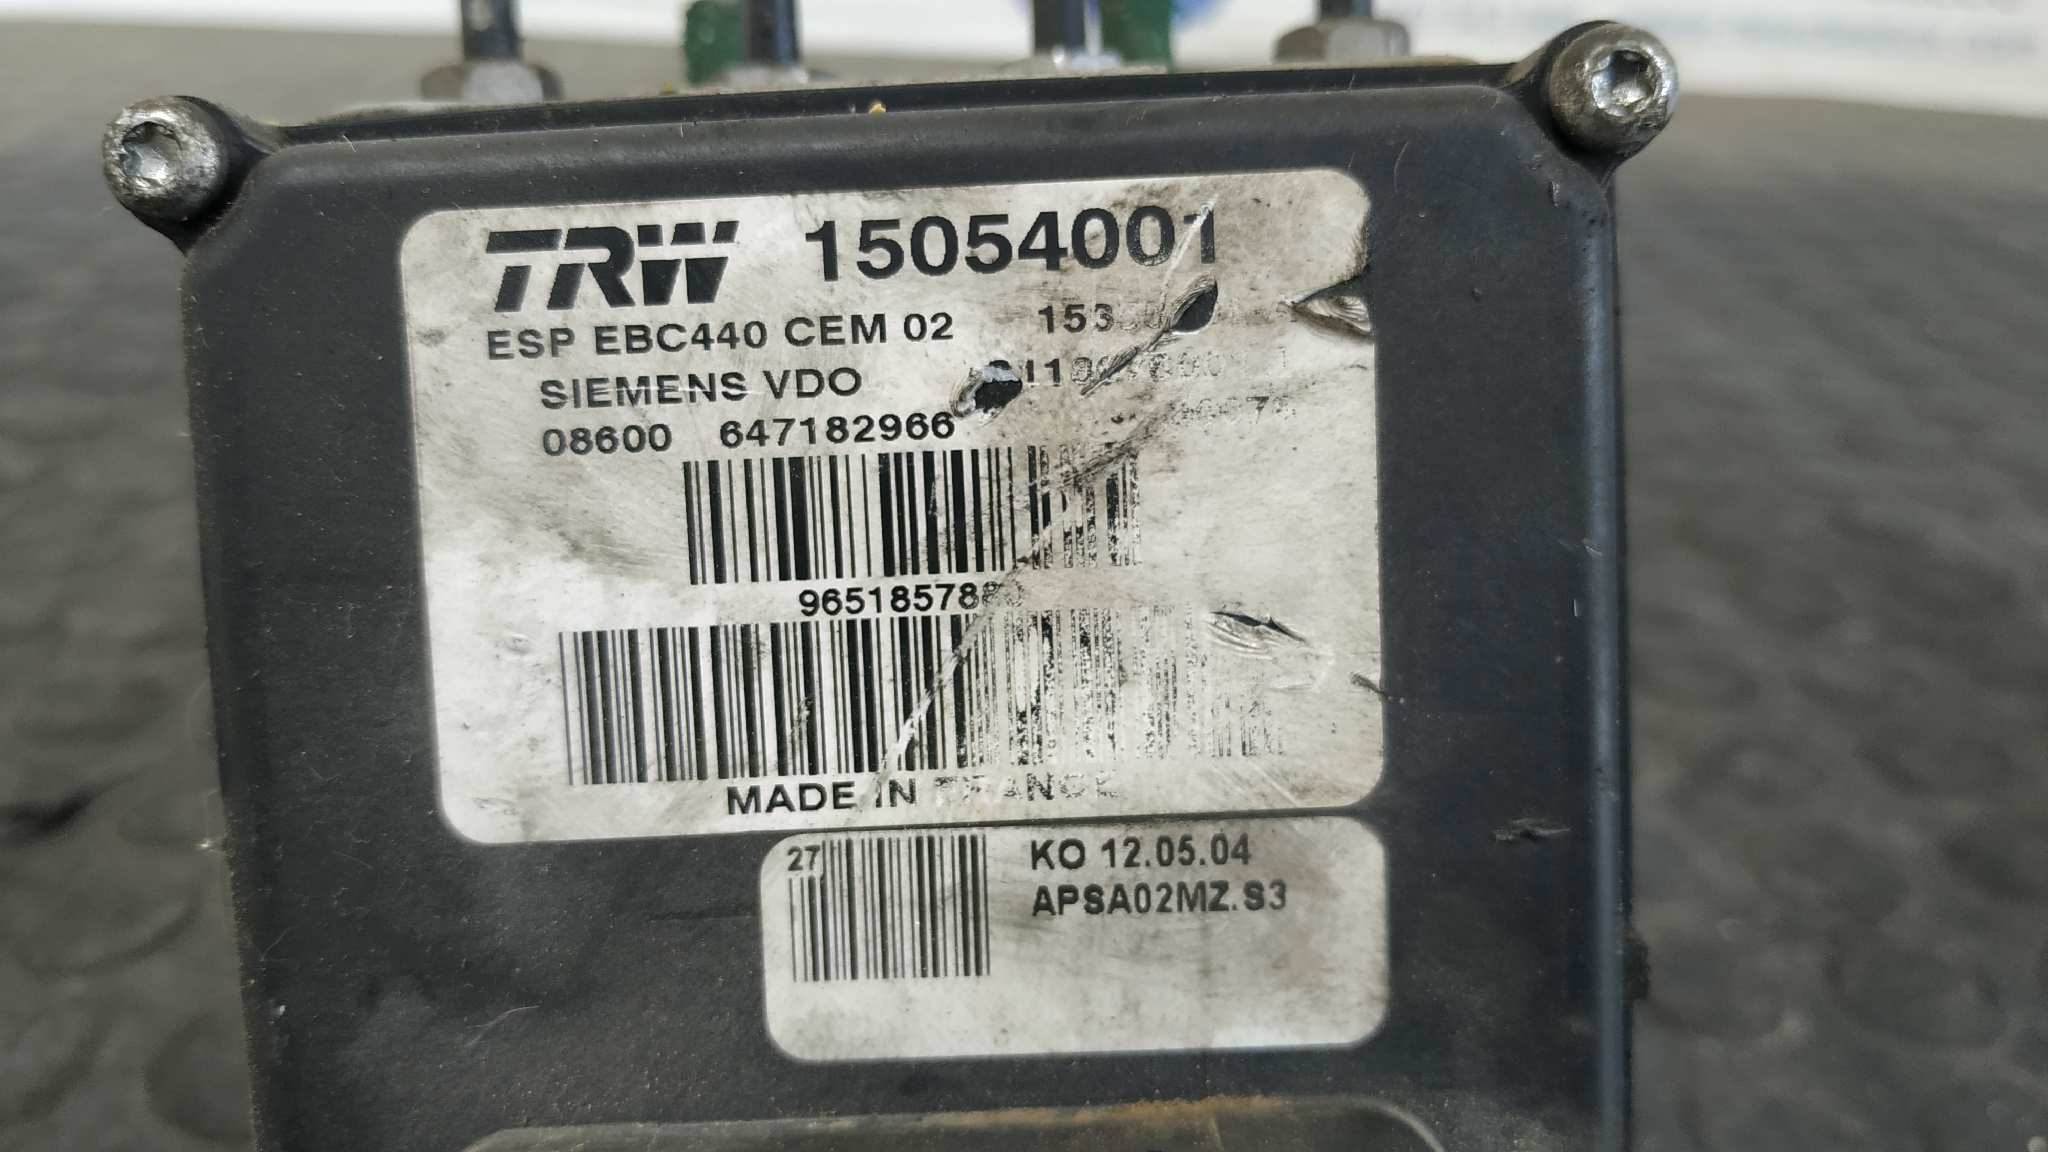 TRW 15054001
ESP EBC440 CEM 02
SIEMENS VDO
08600 647182966
MADE IN FRANCE
27
KO 12.05.04
APSA02MZ.S3